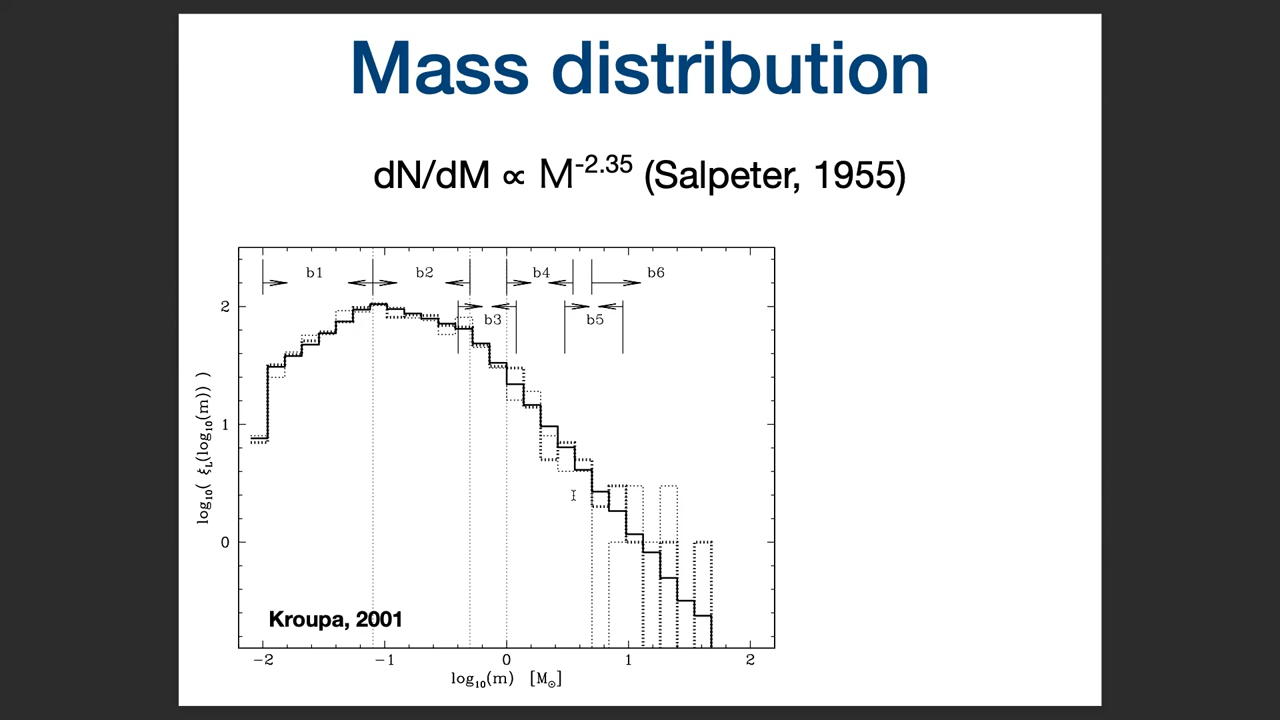 Mass distribution
dN/dM ∝ M^-2.35 (Salpeter, 1955)
b1 b2 b4 b6
b3 b5
2
1
0
log₁₀( ξ_L(log₁₀(m)) )
Kroupa, 2001
−2 −1 0 1 2
log₁₀(m) [M☉]